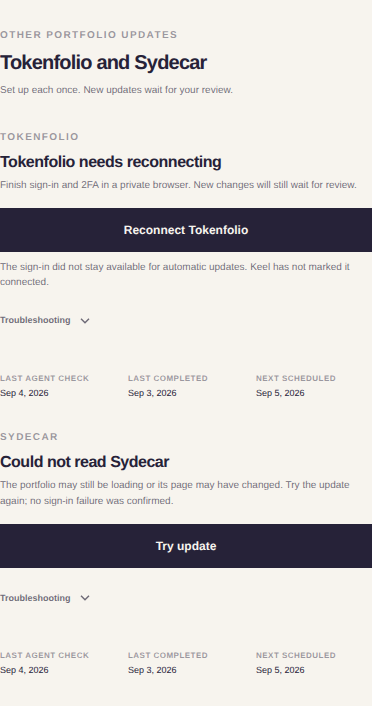 OTHER PORTFOLIO UPDATES
Tokenfolio and Sydecar
Set up each once. New updates wait for your review.
TOKENFOLIO
Tokenfolio needs reconnecting
Finish sign-in and 2FA in a private browser. New changes will still wait for review.
Reconnect Tokenfolio
The sign-in did not stay available for automatic updates. Keel has not marked it
connected.
Troubleshooting
LAST AGENT CHECK LAST COMPLETED NEXT SCHEDULED
Sep 4, 2026 Sep 3, 2026 Sep 5, 2026
SYDECAR
Could not read Sydecar
The portfolio may still be loading or its page may have changed. Try the update
again; no sign-in failure was confirmed.
Try update
Troubleshooting
LAST AGENT CHECK LAST COMPLETED NEXT SCHEDULED
Sep 4, 2026 Sep 3, 2026 Sep 5, 2026